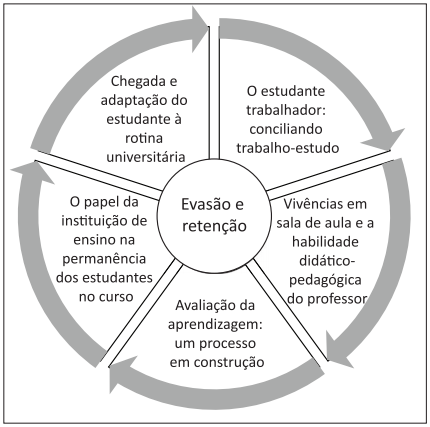 Chegada e
adaptação do
estudante à
rotina
universitária
O estudante
trabalhador:
conciliando
trabalho-estudo
Vivências em
sala de aula e a
habilidade
didático-
pedagógica
do professor
Avaliação da
aprendizagem:
um processo
em construção
O papel da
instituição de
ensino na
permanência
dos estudantes
no curso
Evasão e
retenção